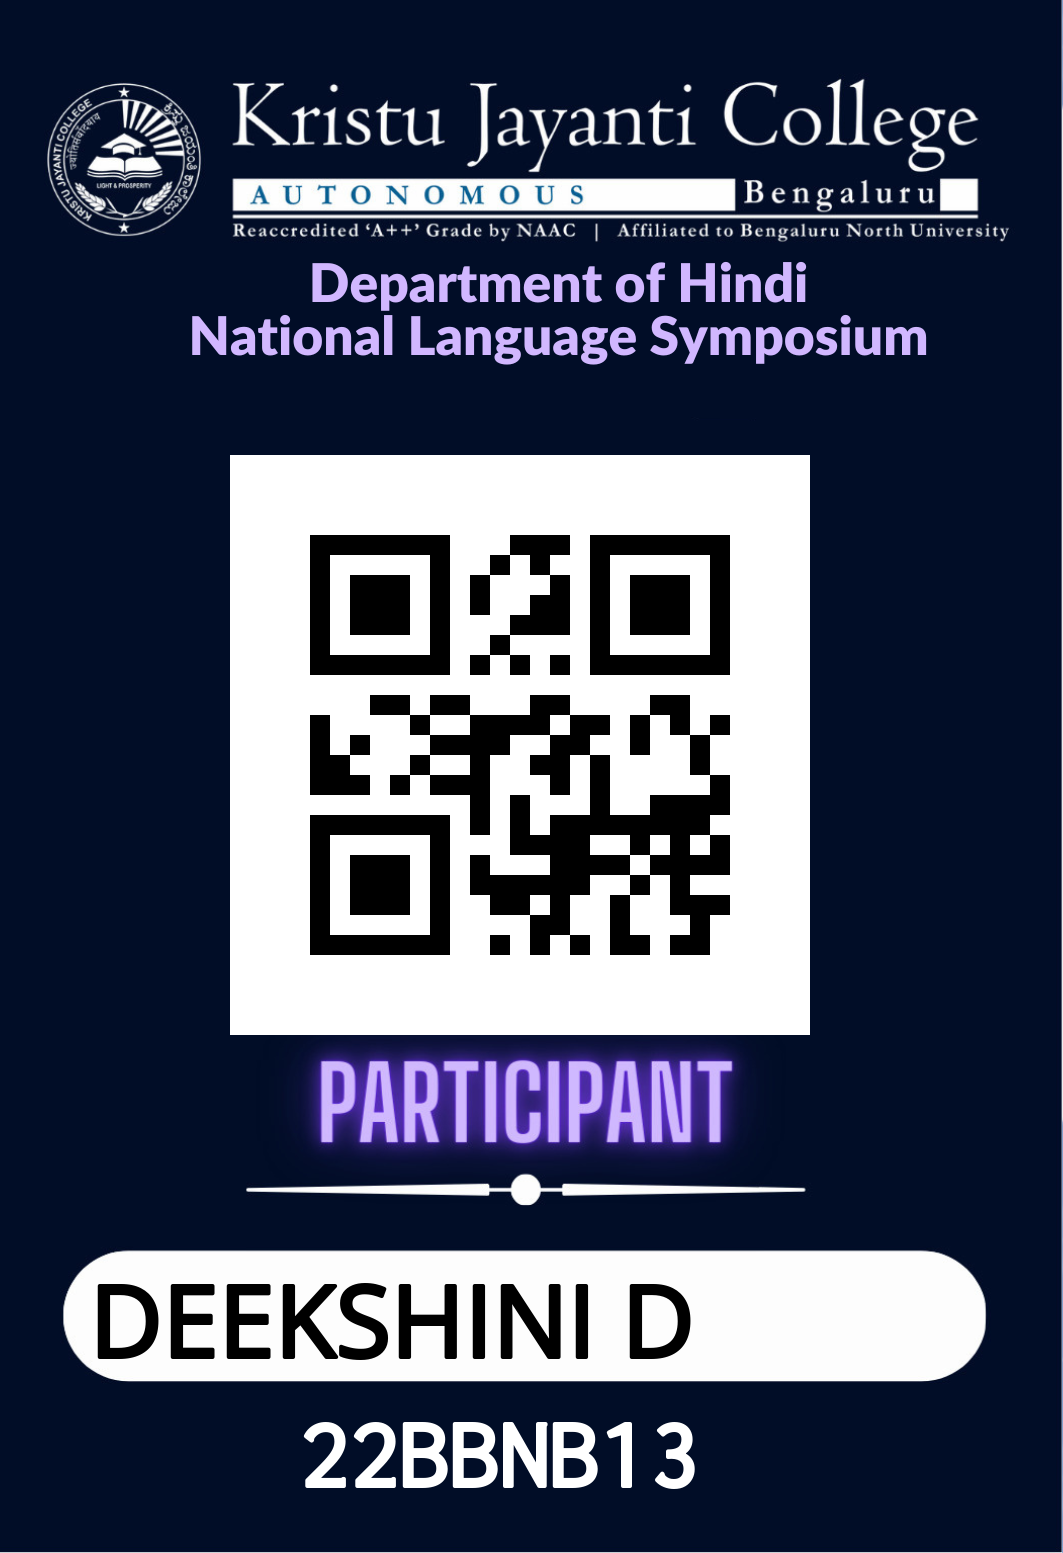 KRISTU JAYANTI COLLEGE
LIGHT & PROSPERITY
Kristu Jayanti College
AUTONOMOUS Bengaluru
Reaccredited ‘A++’ Grade by NAAC | Affiliated to Bengaluru North University
Department of Hindi
National Language Symposium
PARTICIPANT
DEEKSHINI D
22BBNB13